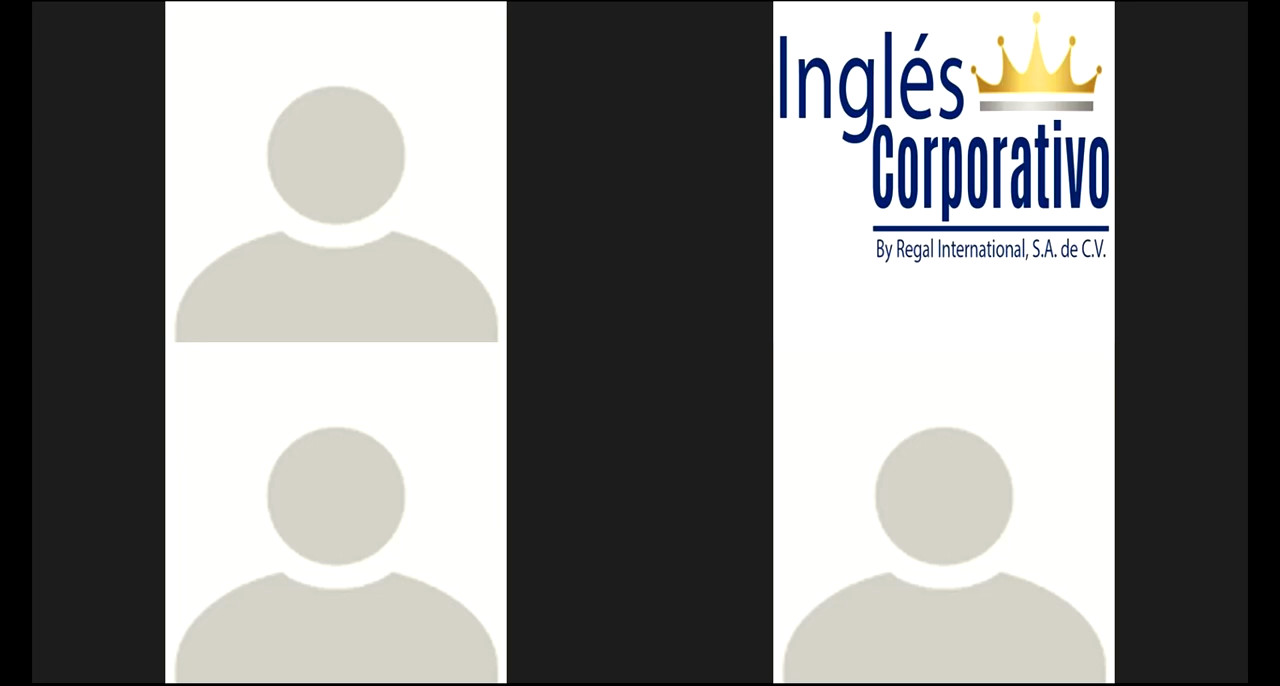 Inglés
Corporativo
By Regal International, S.A. de C.V.